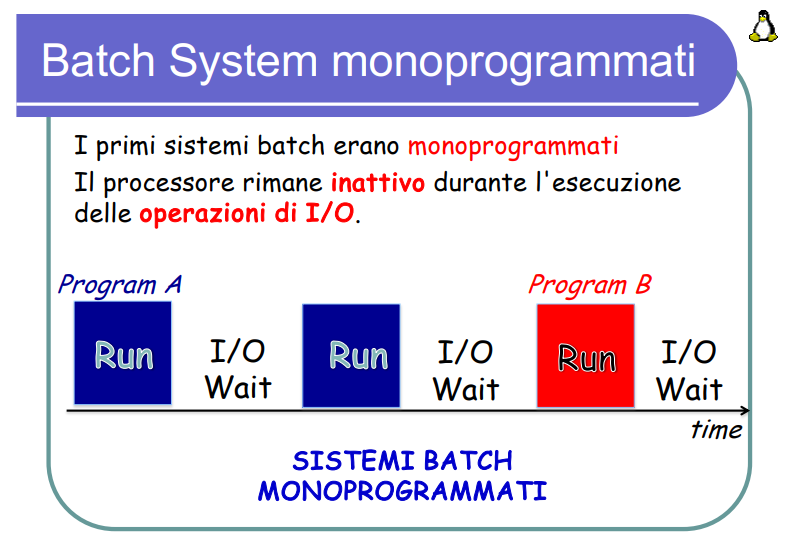 Batch System monoprogrammati
I primi sistemi batch erano monoprogrammati
Il processore rimane inattivo durante l'esecuzione
delle operazioni di I/O.
Program A
Program B
Run
I/O
Wait
Run
I/O
Wait
Run
I/O
Wait
time
SISTEMI BATCH
MONOPROGRAMMATI